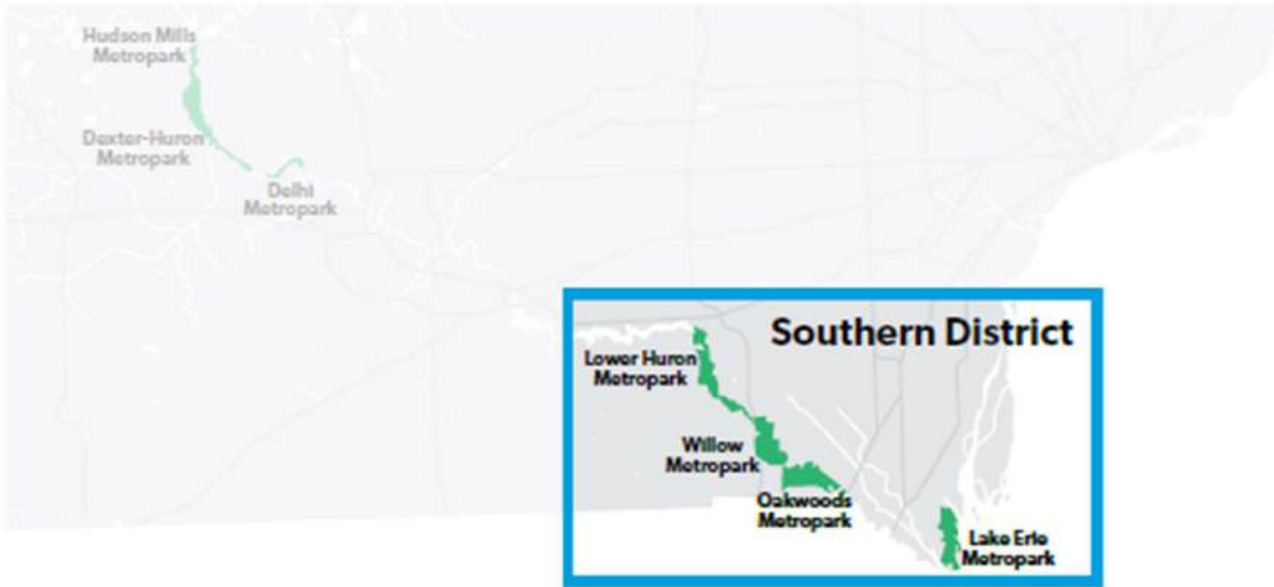 Hudson Mills
Metropark
Dexter-Huron
Metropark
Delhi
Metropark
Southern District
Lower Huron
Metropark
Willow
Metropark
Oakwoods
Metropark
Lake Erie
Metropark